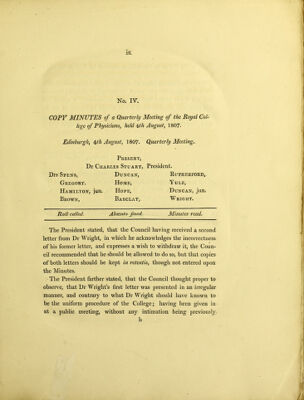 ix
No. IV.
COPY MINUTES of a Quarterly Meeting of the Royal Col-
lege of Physicians, held 4th August, 1807.
Edinburgh, 4th August, 1807. Quarterly Meeting.
PRESENT,
Dr CHARLES STUART, President.
Drs SPENS, DUNCAN, RUTHERFORD,
GREGORY, HOME, YULE,
HAMILTON, jun. HOPE, DUNCAN, jun.
BROWN, BARCLAY, WRIGHT.
Roll called. Absents fined. Minutes read.
The President stated, that the Council having received a second
letter from Dr Wright, in which he acknowledges the incorrectness
of his former letter, and expresses a wish to withdraw it, the Coun-
cil recommended that he should be allowed to do so, but that copies
of both letters should be kept in retentis, though not entered upon
the Minutes.
The President further stated, that the Council thought proper to
observe, that Dr Wright's first letter was presented in an irregular
manner, and contrary to what Dr Wright should have known to
be the uniform procedure of the College; having been given in
at a public meeting, without any intimation being previously
b